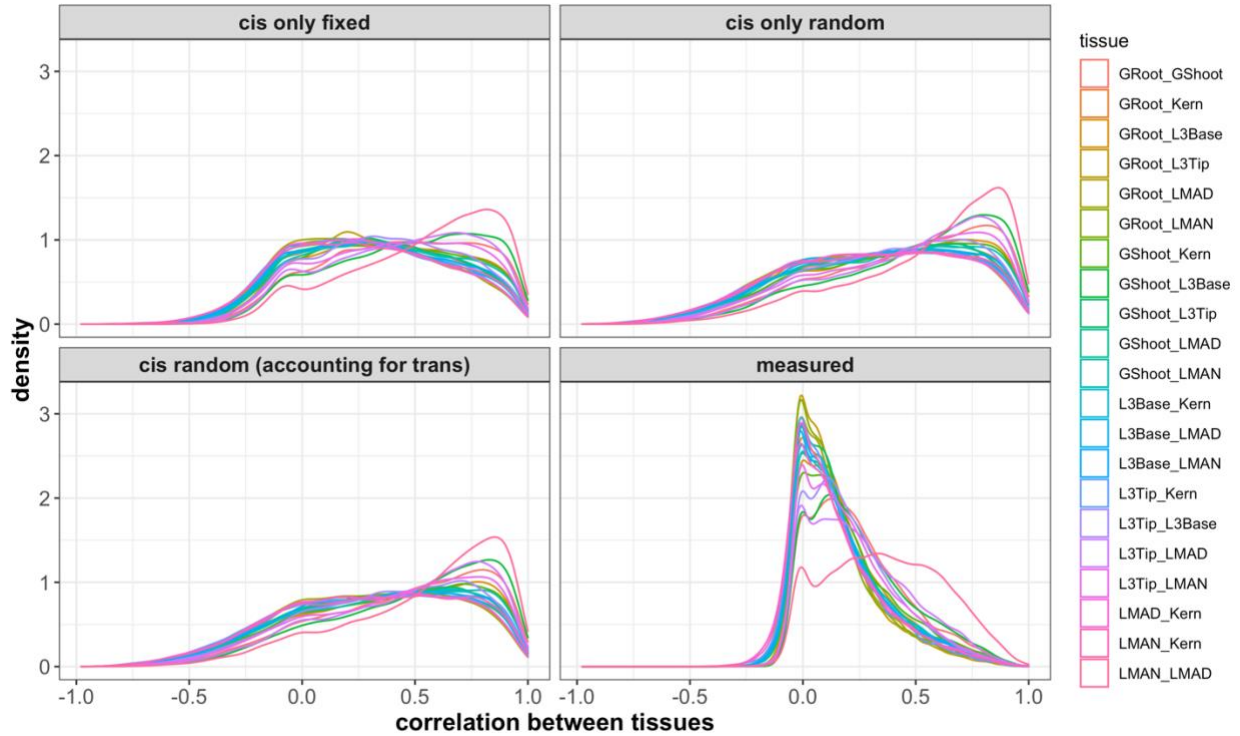 cis only fixed
cis only random
3
2
1
0
cis random (accounting for trans)
measured
3
2
1
0
-1.0
-0.5
0.0
0.5
1.0
-1.0
-0.5
0.0
0.5
1.0
density
correlation between tissues
tissue
GRoot_GShoot
GRoot_Kern
GRoot_L3Base
GRoot_L3Tip
GRoot_LMAD
GRoot_LMAN
GShoot_Kern
GShoot_L3Base
GShoot_L3Tip
GShoot_LMAD
GShoot_LMAN
L3Base_Kern
L3Base_LMAD
L3Base_LMAN
L3Tip_Kern
L3Tip_L3Base
L3Tip_LMAD
L3Tip_LMAN
LMAD_Kern
LMAN_Kern
LMAN_LMAD